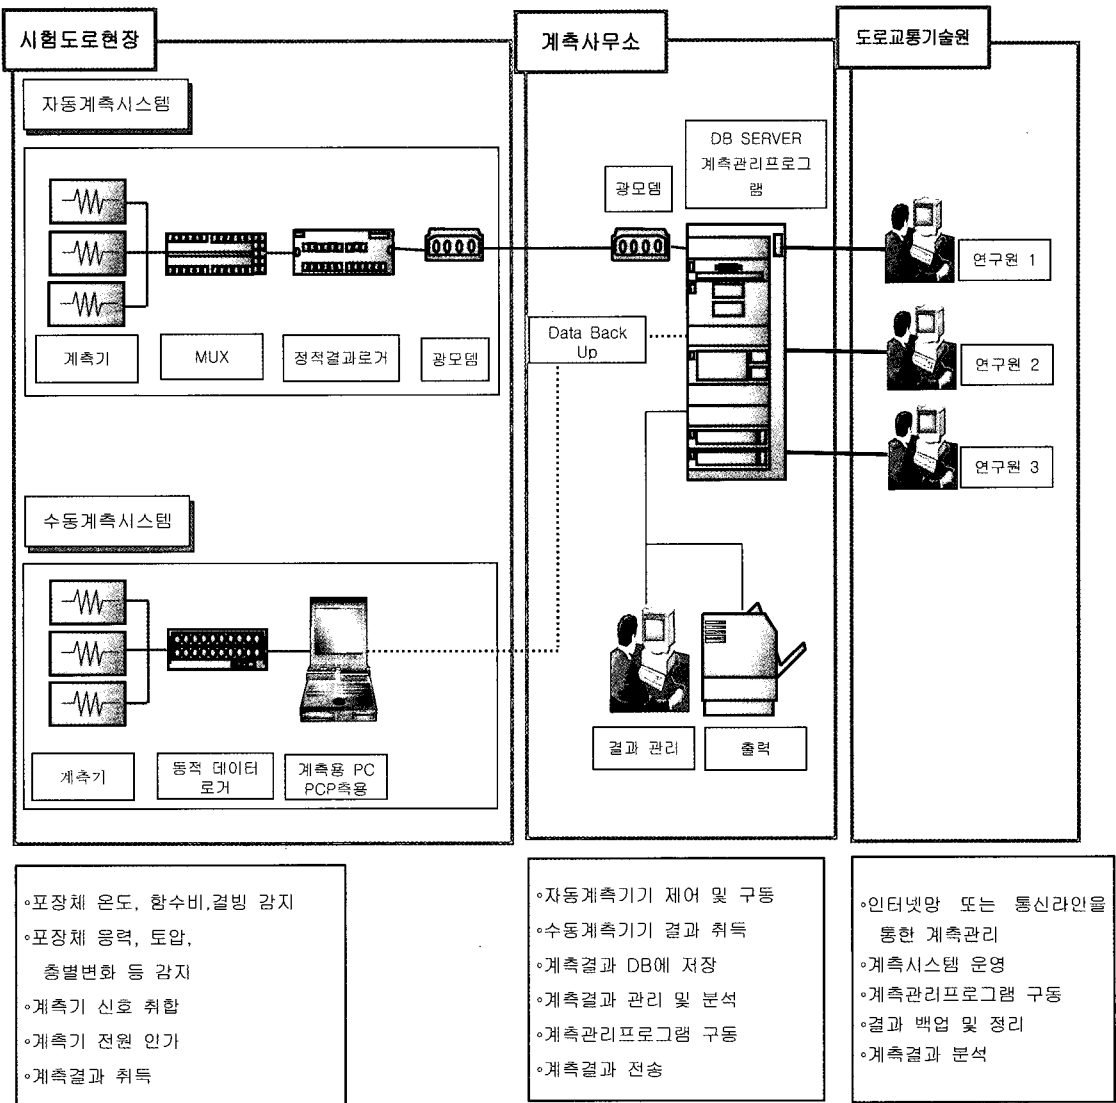 시험도로현장
계측사무소
도로교통기술원
자동계측시스템
계측기
MUX
정적결과로거
광모뎀
광모뎀
DB SERVER
계측관리프로그
램
Data Back
Up
연구원 1
연구원 2
연구원 3
수동계측시스템
계측기
동적 데이터
로거
계측용 PC
PCP측용
결과 관리
출력
◦포장체 온도, 함수비,결빙 감지
◦포장체 응력, 토압,
층별변화 등 감지
◦계측기 신호 취합
◦계측기 전원 인가
◦계측결과 취득
◦자동계측기기 제어 및 구동
◦수동계측기기 결과 취득
◦계측결과 DB에 저장
◦계측결과 관리 및 분석
◦계측관리프로그램 구동
◦계측결과 전송
◦인터넷망 또는 통신라인을
통한 계측관리
◦계측시스템 운영
◦계측관리프로그램 구동
◦결과 백업 및 정리
◦계측결과 분석